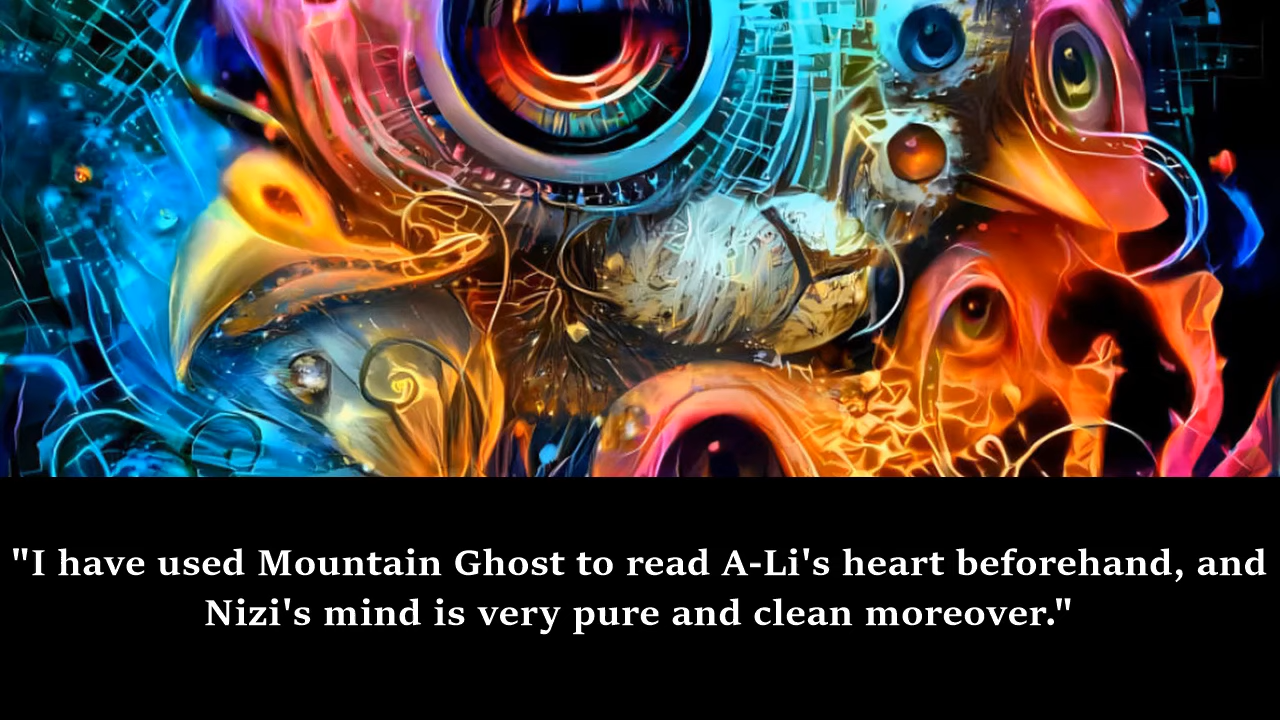 "I have used Mountain Ghost to read A-Li's heart beforehand, and
Nizi's mind is very pure and clean moreover."